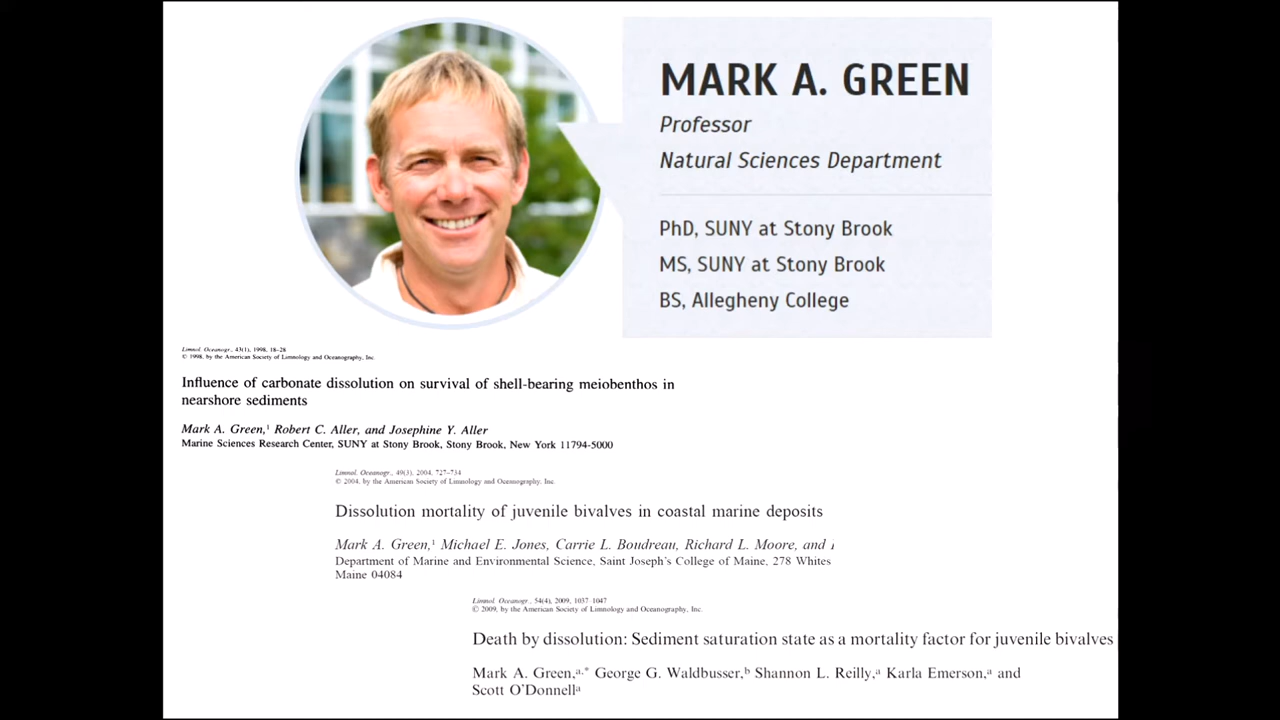 MARK A. GREEN
Professor
Natural Sciences Department
PhD, SUNY at Stony Brook
MS, SUNY at Stony Brook
BS, Allegheny College
Limnol. Oceanogr., 43(1), 1998, 18–28
© 1998, by the American Society of Limnology and Oceanography, Inc.
Influence of carbonate dissolution on survival of shell-bearing meiobenthos in
nearshore sediments
Mark A. Green,¹ Robert C. Aller, and Josephine Y. Aller
Marine Sciences Research Center, SUNY at Stony Brook, Stony Brook, New York 11794-5000
Limnol. Oceanogr., 49(3), 2004, 727–734
© 2004, by the American Society of Limnology and Oceanography, Inc.
Dissolution mortality of juvenile bivalves in coastal marine deposits
Mark A. Green,¹ Michael E. Jones, Carrie L. Boudreau, Richard L. Moore, and
Department of Marine and Environmental Science, Saint Joseph's College of Maine, 278 Whites
Maine 04084
Limnol. Oceanogr., 54(4), 2009, 1037–1047
© 2009, by the American Society of Limnology and Oceanography, Inc.
Death by dissolution: Sediment saturation state as a mortality factor for juvenile bivalves
Mark A. Green,ᵃ,* George G. Waldbusser,ᵇ Shannon L. Reilly,ᵃ Karla Emerson,ᵃ and
Scott O'Donnellᵃ